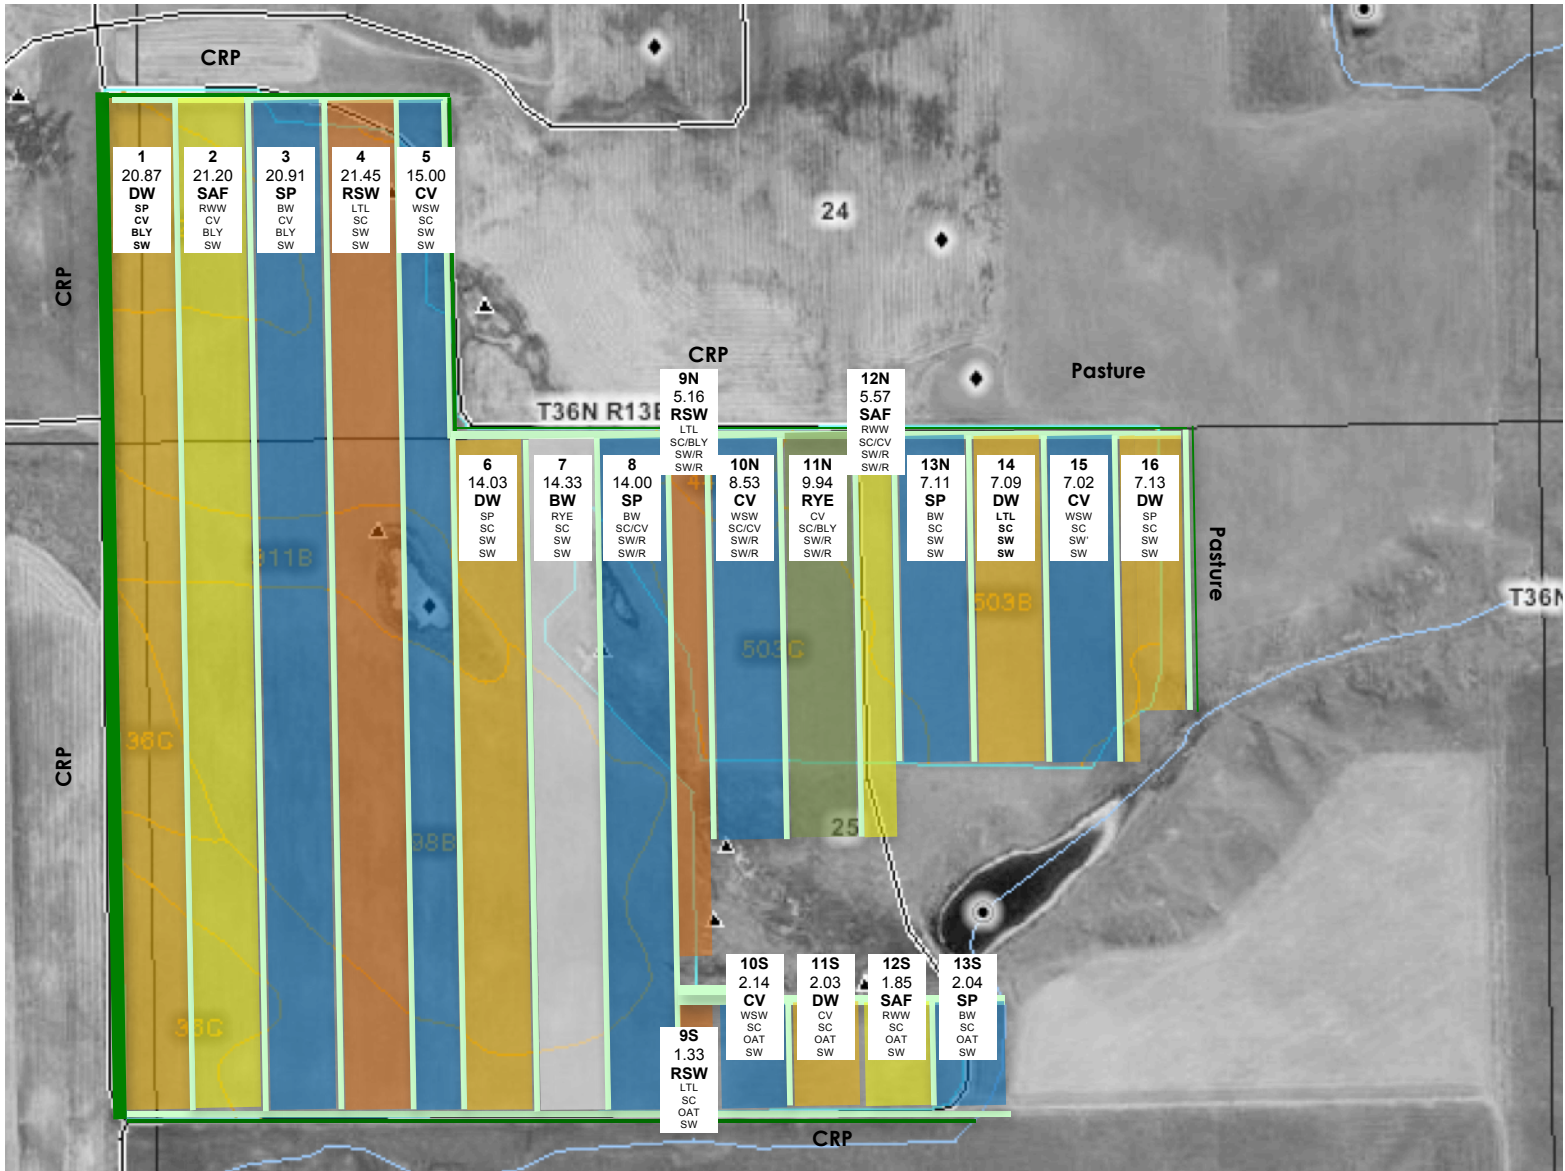 CRP
1
20.87
DW
SP
CV
BLY
SW
2
21.20
SAF
RWW
CV
BLY
SW
3
20.91
SP
BW
CV
BLY
SW
4
21.45
RSW
LTL
SC
SW
SW
5
15.00
CV
WSW
SC
SW
SW
24
CRP
CRP
Pasture
T36N R13E
9N
5.16
RSW
LTL
SC/BLY
SW/R
SW/R
12N
5.57
SAF
RWW
SC/CV
SW/R
SW/R
6
14.03
DW
SP
SC
SW
SW
7
14.33
BW
RYE
SC
SW
SW
8
14.00
SP
BW
SC/CV
SW/R
SW/R
10N
8.53
CV
WSW
SC/CV
SW/R
SW/R
11N
9.94
RYE
CV
SC/BLY
SW/R
SW/R
13N
7.11
SP
BW
SC
SW
SW
14
7.09
DW
LTL
SC
SW
SW
15
7.02
CV
WSW
SC
SW'
SW
16
7.13
DW
SP
SC
SW
SW
Pasture
T36N
911B
503B
503C
36C
CRP
98B
25
36C
9S
1.33
RSW
LTL
SC
OAT
SW
10S
2.14
CV
WSW
SC
OAT
SW
11S
2.03
DW
CV
SC
OAT
SW
12S
1.85
SAF
RWW
SC
OAT
SW
13S
2.04
SP
BW
SC
OAT
SW
CRP